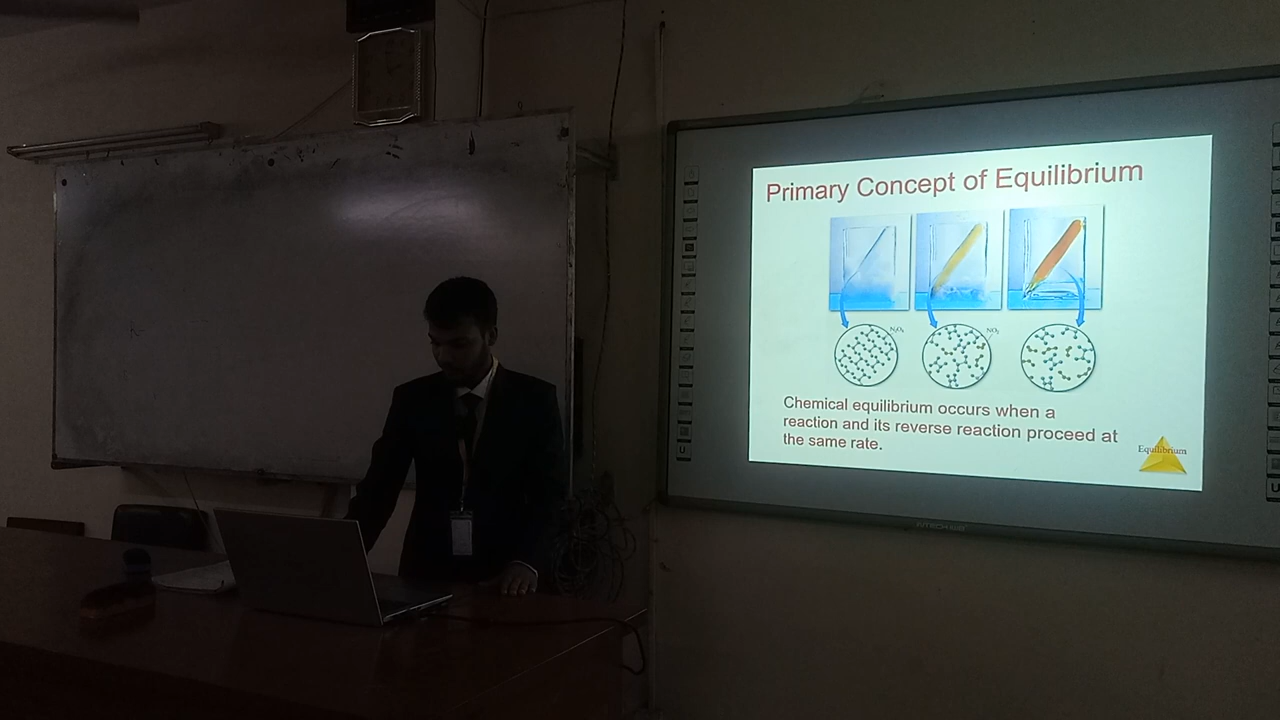 Primary Concept of Equilibrium
N₂O₄
NO₂
Chemical equilibrium occurs when a
reaction and its reverse reaction proceed at
the same rate.
Equilibrium